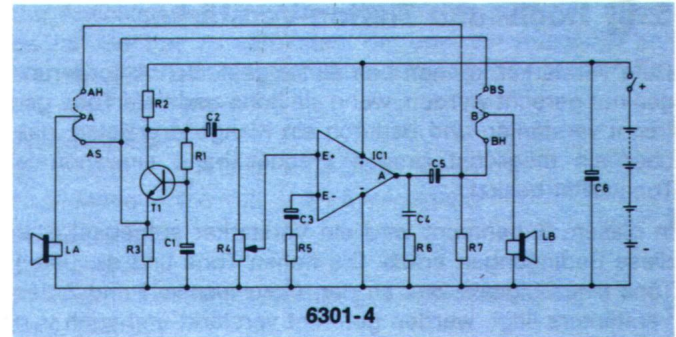 AH
A
AS
R2
C2
R1
T1
R3
C1
R4
LA
E+
E-
IC1
+
A
-
C3
R5
C5
C4
R6
R7
BS
B
BH
LB
C6
+
-
6301-4